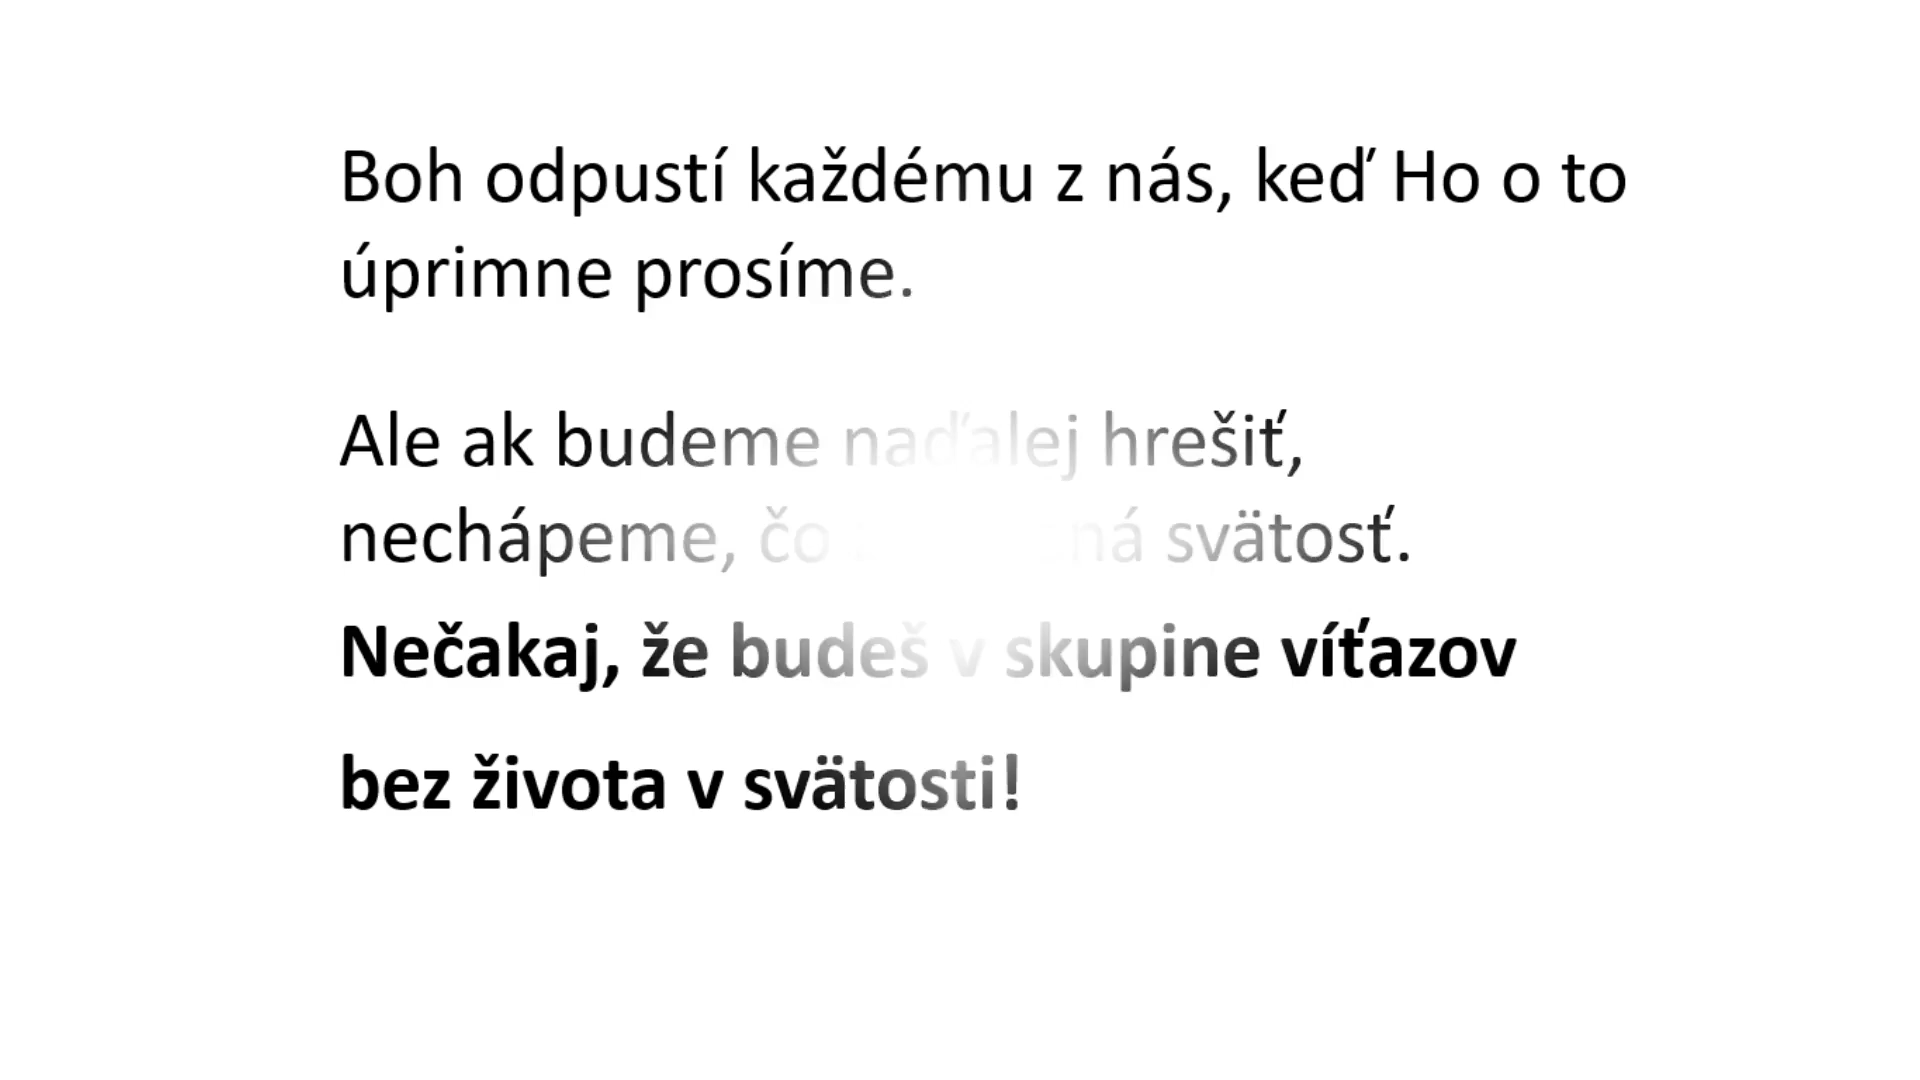 Boh odpustí každému z nás, keď Ho o to
úprimne prosíme.
Ale ak budeme naďalej hrešiť,
nechápeme, čo svätosť.
Nečakaj, že budeš v skupine víťazov
bez života v svätosti!